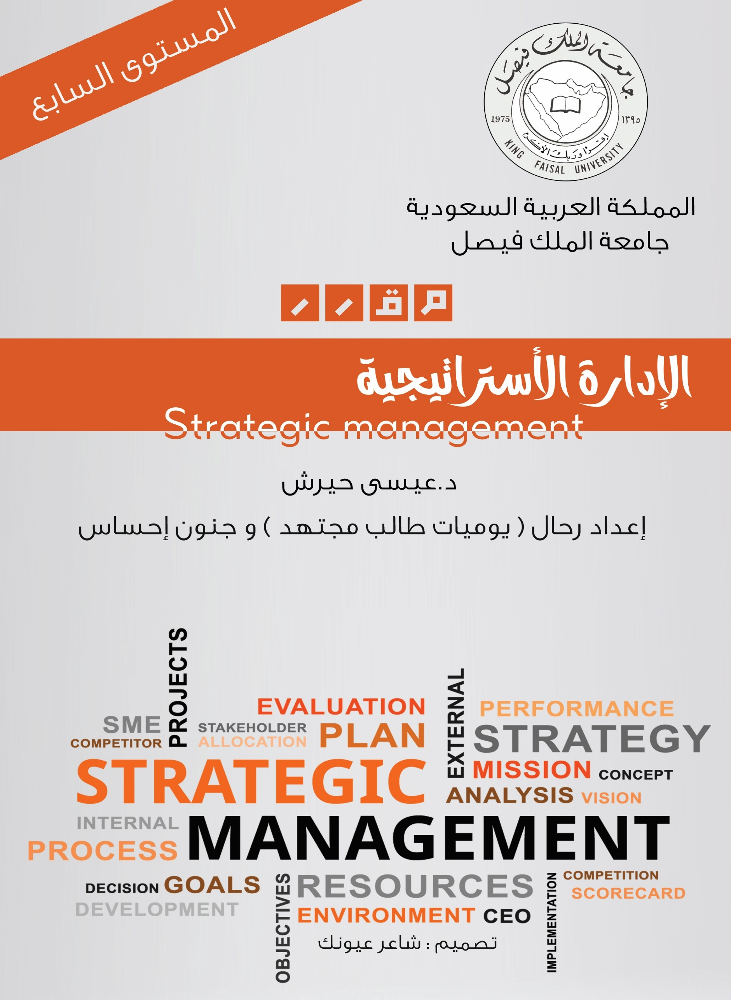 المستوى السابع
جامعة الملك فيصل
1975
١٣٩٥
اقرأ وربك الأكرم
KING FAISAL UNIVERSITY
المملكة العربية السعودية
جامعة الملك فيصل
مقرر
الإدارة الأستراتيجية
Strategic management
د.عيسى حيرش
إعداد رحال ( يوميات طالب مجتهد ) و جنون إحساس
PROJECTS
EXTERNAL
EVALUATION
PERFORMANCE
SME
STAKEHOLDER
PLAN
STRATEGY
COMPETITOR
ALLOCATION
STRATEGIC
MISSION
CONCEPT
ANALYSIS
VISION
INTERNAL
MANAGEMENT
PROCESS
DECISION
GOALS
OBJECTIVES
RESOURCES
IMPLEMENTATION
COMPETITION
SCORECARD
DEVELOPMENT
ENVIRONMENT
CEO
تصميم : شاعر عيونك